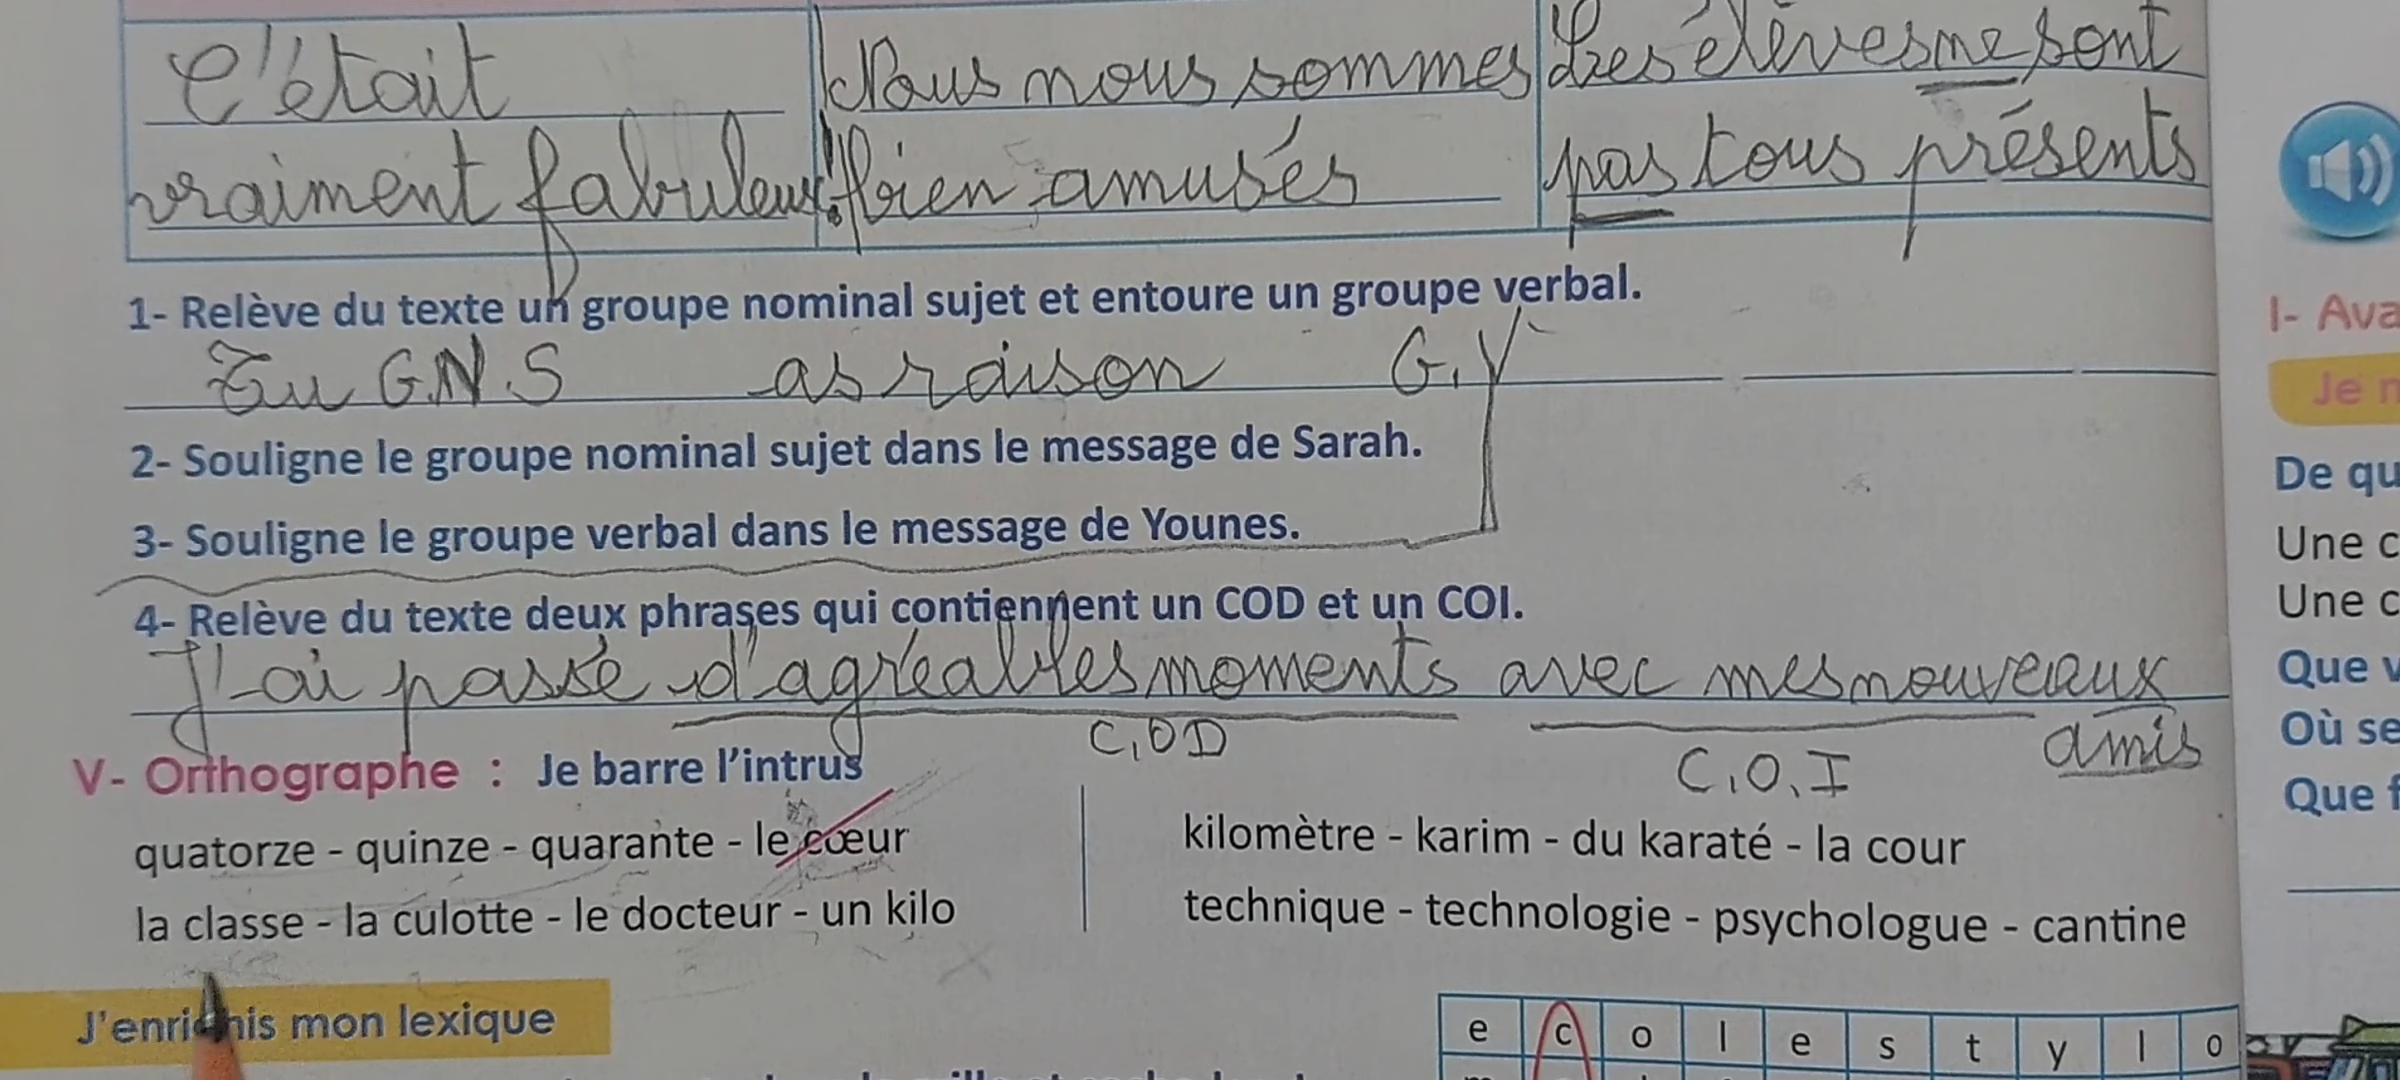 C'était
vraiment fabuleux!
Nous nous sommes
bien amusés
Les élèves ne sont
pas tous présents
1- Relève du texte un groupe nominal sujet et entoure un groupe verbal.
Tu G.N.S as raison G.V
2- Souligne le groupe nominal sujet dans le message de Sarah.
3- Souligne le groupe verbal dans le message de Younes.
4- Relève du texte deux phrases qui contiennent un COD et un COI.
J'ai passé d'agréables moments avec mes nouveaux
amis
C.O.D
C.O.I
V- Orthographe : Je barre l'intrus
quatorze - quinze - quarante - le cœur
la classe - la culotte - le docteur - un kilo
kilomètre - karim - du karaté - la cour
technique - technologie - psychologue - cantine
J'enrichis mon lexique
e c o l e s t y l o
I- Ava
Je
De qu
Une c
Une c
Que v
Où se
Que f